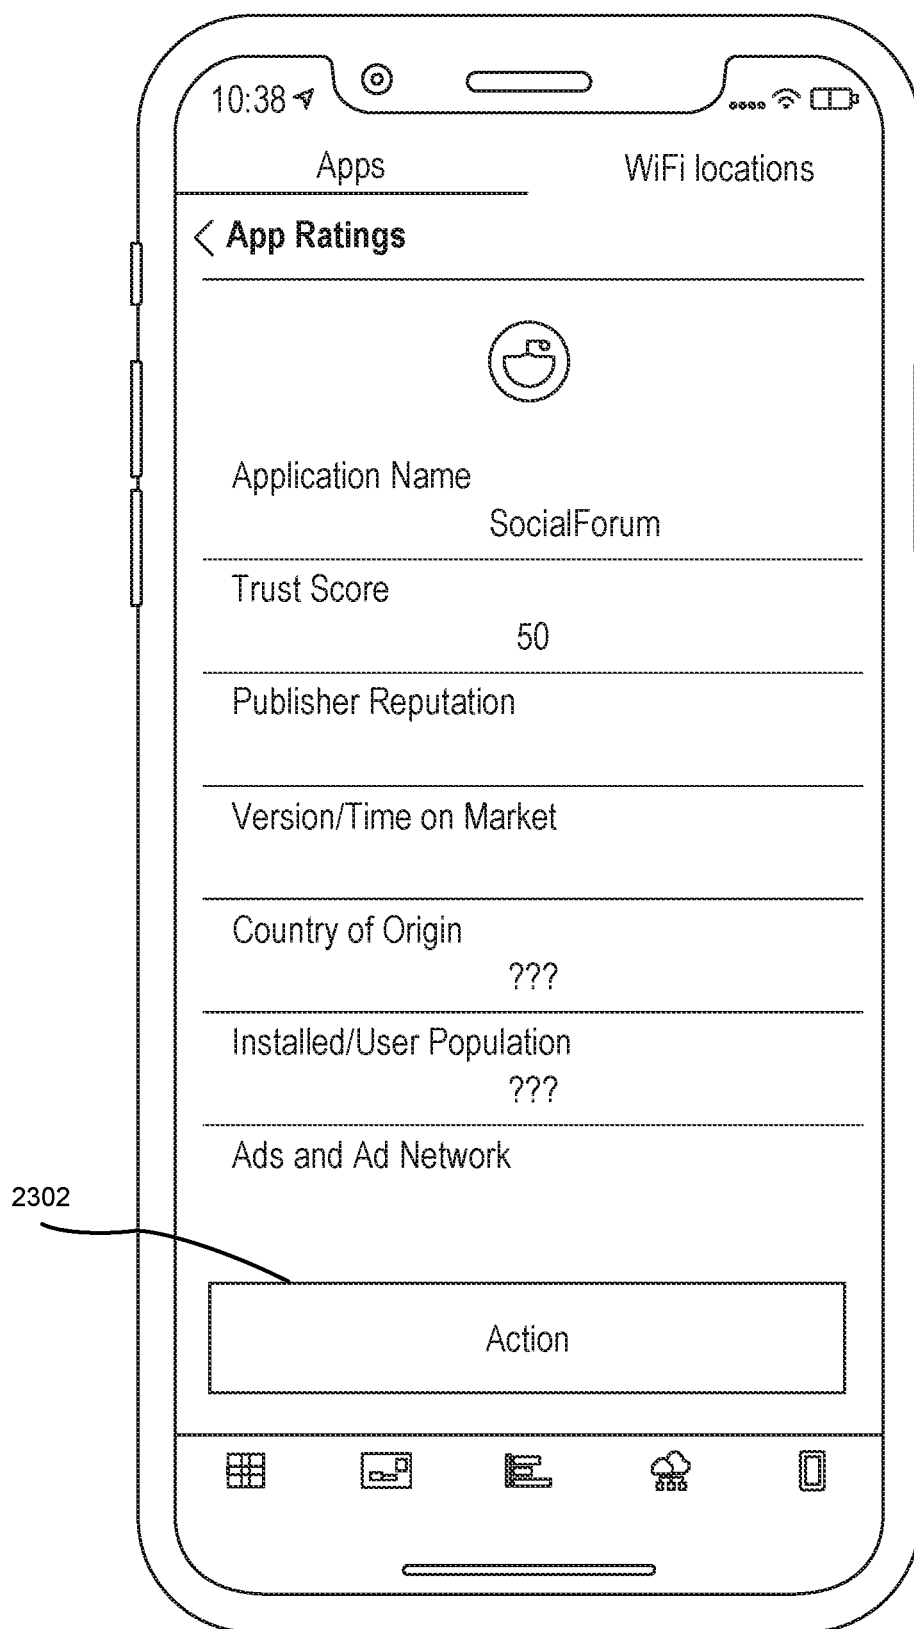 10:38
Apps WiFi locations
App Ratings
Application Name
SocialForum
Trust Score
50
Publisher Reputation
Version/Time on Market
Country of Origin
???
Installed/User Population
???
Ads and Ad Network
2302
Action